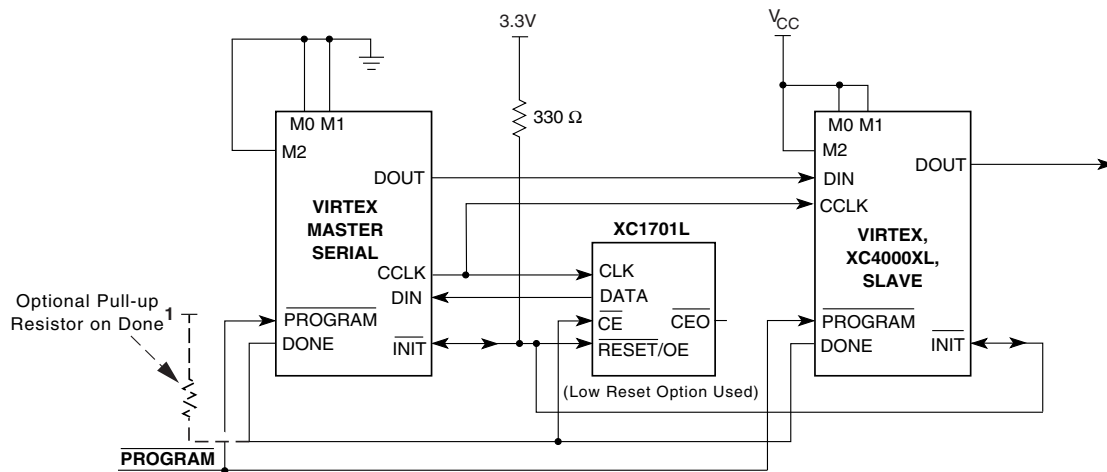 3.3V
VCC
330 Ω
M0 M1
M2
DOUT
VIRTEX
MASTER
SERIAL
CCLK
DIN
PROGRAM
DONE
INIT
XC1701L
CLK
DATA
CE
CEO
RESET/OE
(Low Reset Option Used)
M0 M1
M2
DOUT
DIN
CCLK
VIRTEX,
XC4000XL,
SLAVE
PROGRAM
DONE
INIT
Optional Pull-up
Resistor on Done1
PROGRAM